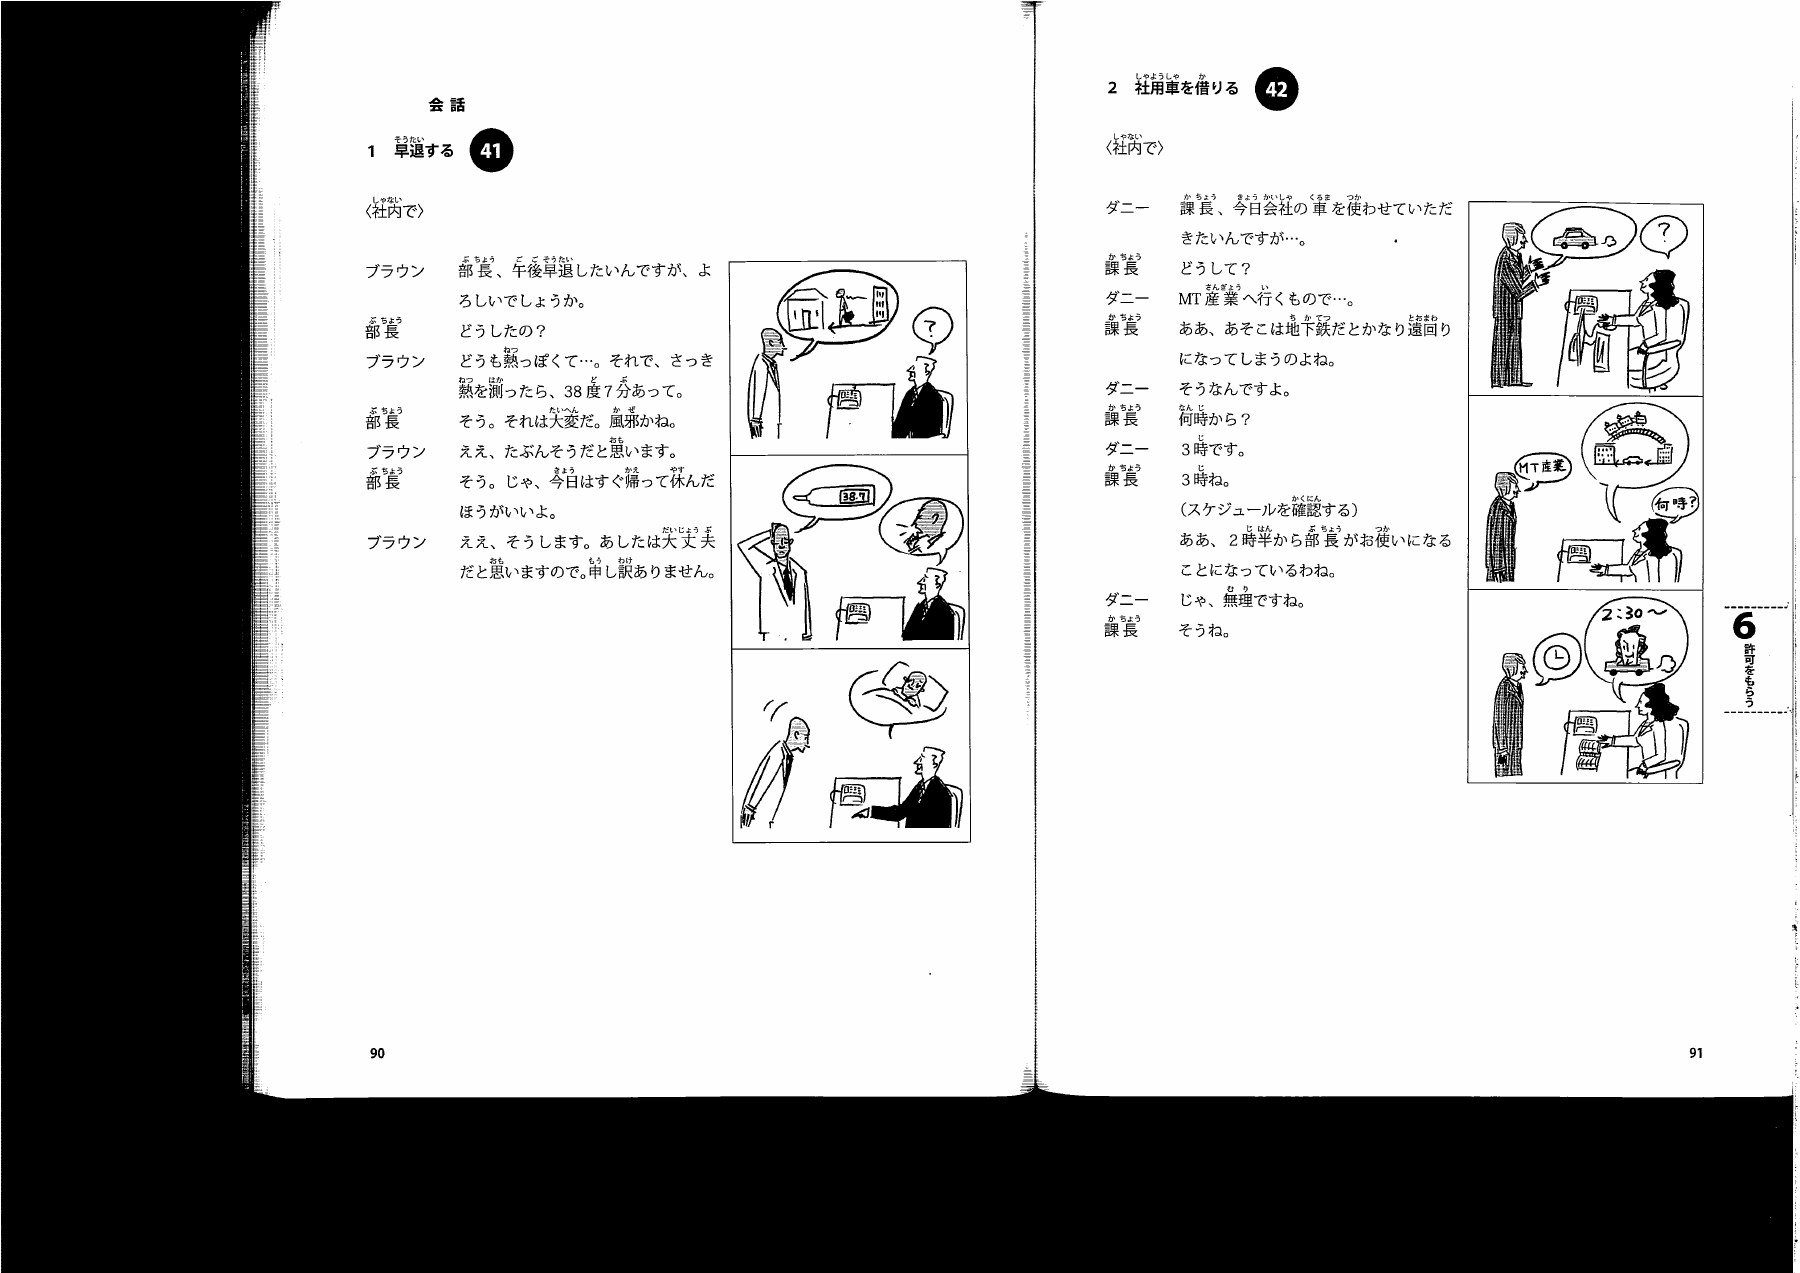 会話
1 早退する 41
〈社内で〉
ブラウン 部長、午後早退したいんですが、よ
ろしいでしょうか。
部長 どうしたの？
ブラウン どうも熱っぽくて…。それで、さっき
熱を測ったら、38度7分あって。
部長 そう。それは大変だ。風邪かね。
ブラウン ええ、たぶんそうだと思います。
部長 そう。じゃ、今日はすぐ帰って休んだ
ほうがいいよ。
ブラウン ええ、そうします。あしたは大丈夫
だと思いますので。申し訳ありません。
?
38.7
90
2 社用車を借りる 42
〈社内で〉
ダニー 課長、今日会社の車を使わせていただ
きたいんですが…。
課長 どうして？
ダニー MT産業へ行くもので…。
課長 ああ、あそこは地下鉄だとかなり遠回り
になってしまうのよね。
ダニー そうなんですよ。
課長 何時から？
ダニー 3時です。
課長 3時ね。
（スケジュールを確認する）
ああ、2時半から部長がお使いになる
ことになっているわね。
ダニー じゃ、無理ですね。
課長 そうね。
?
MT産業
何時?
2:30～
6
許可をもらう
91